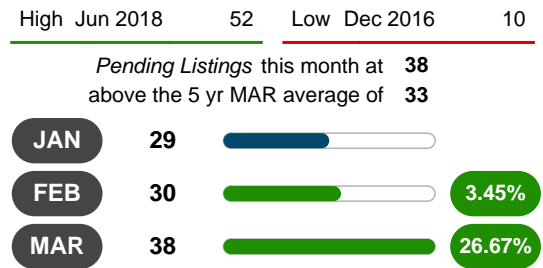 High Jun 2018 52 Low Dec 2016 10
Pending Listings this month at 38
above the 5 yr MAR average of 33
JAN 29
FEB 30 3.45%
MAR 38 26.67%